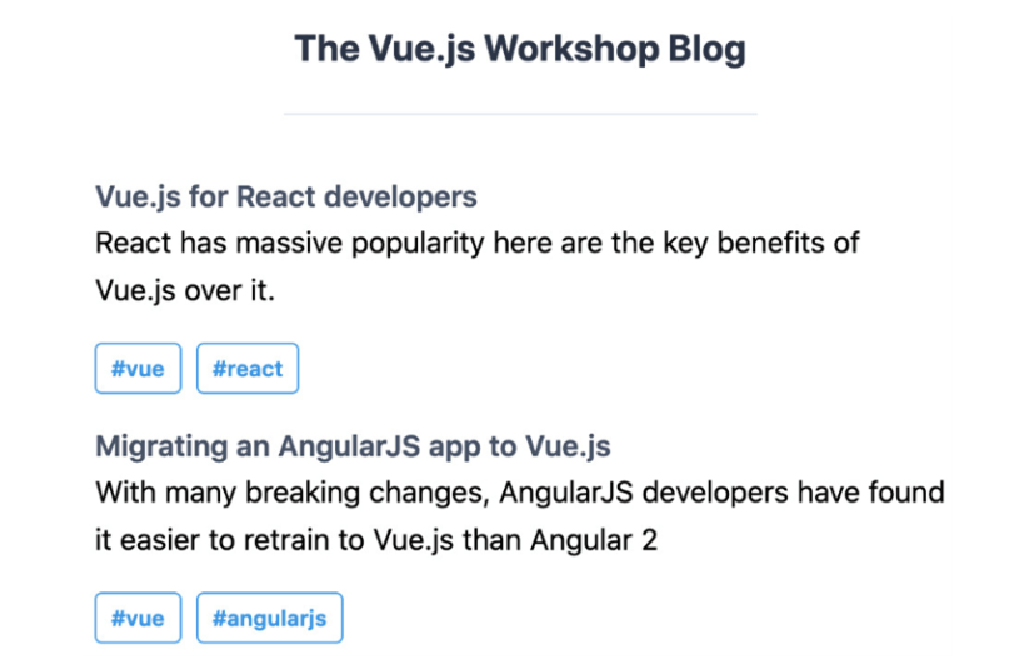 The Vue.js Workshop Blog
Vue.js for React developers
React has massive popularity here are the key benefits of
Vue.js over it.
#vue #react
Migrating an AngularJS app to Vue.js
With many breaking changes, AngularJS developers have found
it easier to retrain to Vue.js than Angular 2
#vue #angularjs